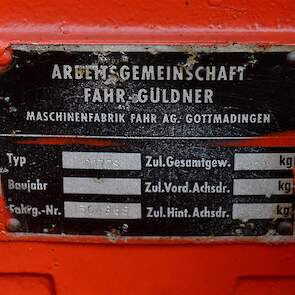 ARBEITSGEMEINSCHAFT
FAHR-GÜLDNER
MASCHINENFABRIK FAHR AG. GOTTMADINGEN
Typ Zul.Gesamtgew. kg
Baujahr Zul.Vord.Achsdr. kg
Fahrg.-Nr. Zul.Hint.Achsdr. kg